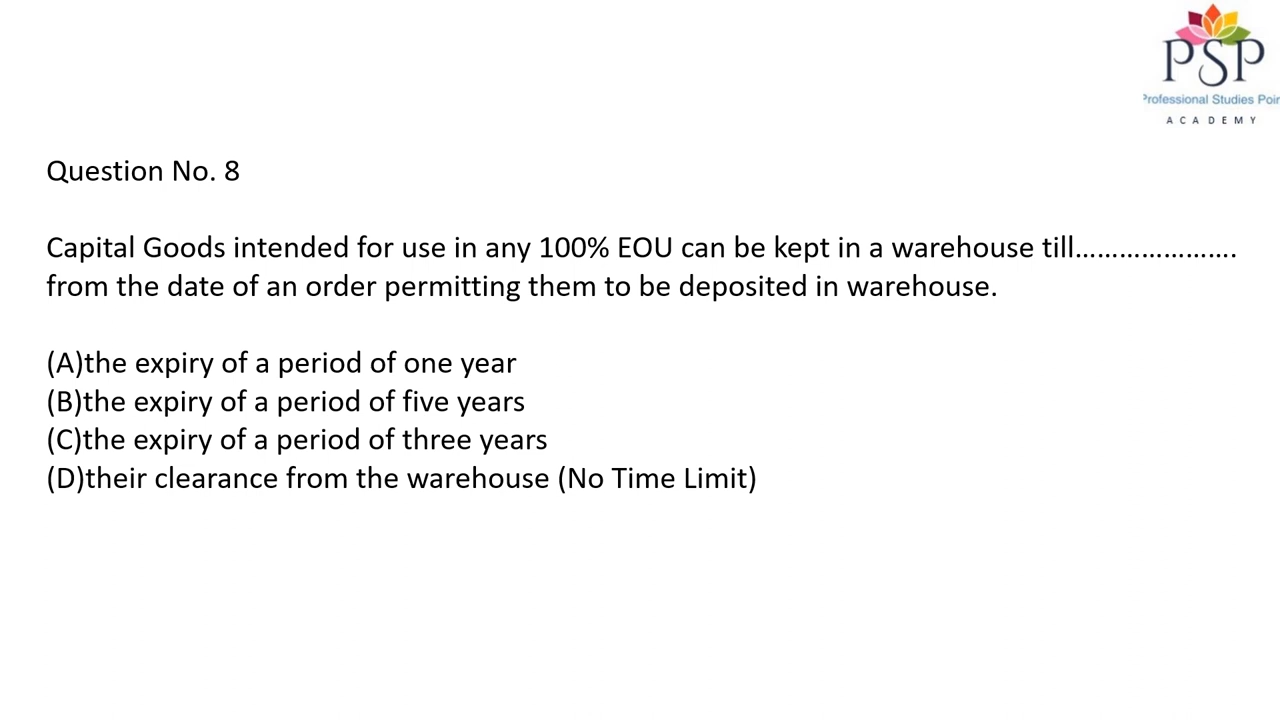 PSP
Professional Studies Poin
ACADEMY
Question No. 8
Capital Goods intended for use in any 100% EOU can be kept in a warehouse till………………….
from the date of an order permitting them to be deposited in warehouse.
(A)the expiry of a period of one year
(B)the expiry of a period of five years
(C)the expiry of a period of three years
(D)their clearance from the warehouse (No Time Limit)